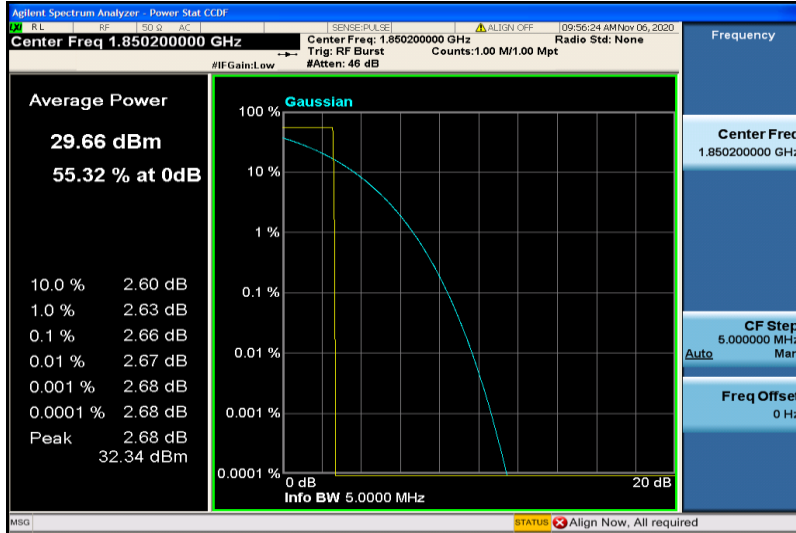 Agilent Spectrum Analyzer - Power Stat CCDF
LXI RL RF 50 Ω AC SENSE:PULSE ALIGN OFF 09:56:24 AM Nov 06, 2020
Center Freq 1.850200000 GHz
Center Freq: 1.850200000 GHz Radio Std: None
Trig: RF Burst Counts:1.00 M/1.00 Mpt
#IFGain:Low #Atten: 46 dB
Average Power
29.66 dBm
55.32 % at 0dB
10.0 % 2.60 dB
1.0 % 2.63 dB
0.1 % 2.66 dB
0.01 % 2.67 dB
0.001 % 2.68 dB
0.0001 % 2.68 dB
Peak 2.68 dB
32.34 dBm
Gaussian
100 %
10 %
1 %
0.1 %
0.01 %
0.001 %
0.0001 %
0 dB 20 dB
Info BW 5.0000 MHz
Frequency
Center Freq
1.850200000 GHz
CF Step
5.000000 MHz
Auto Man
Freq Offset
0 Hz
MSG STATUS Align Now, All required